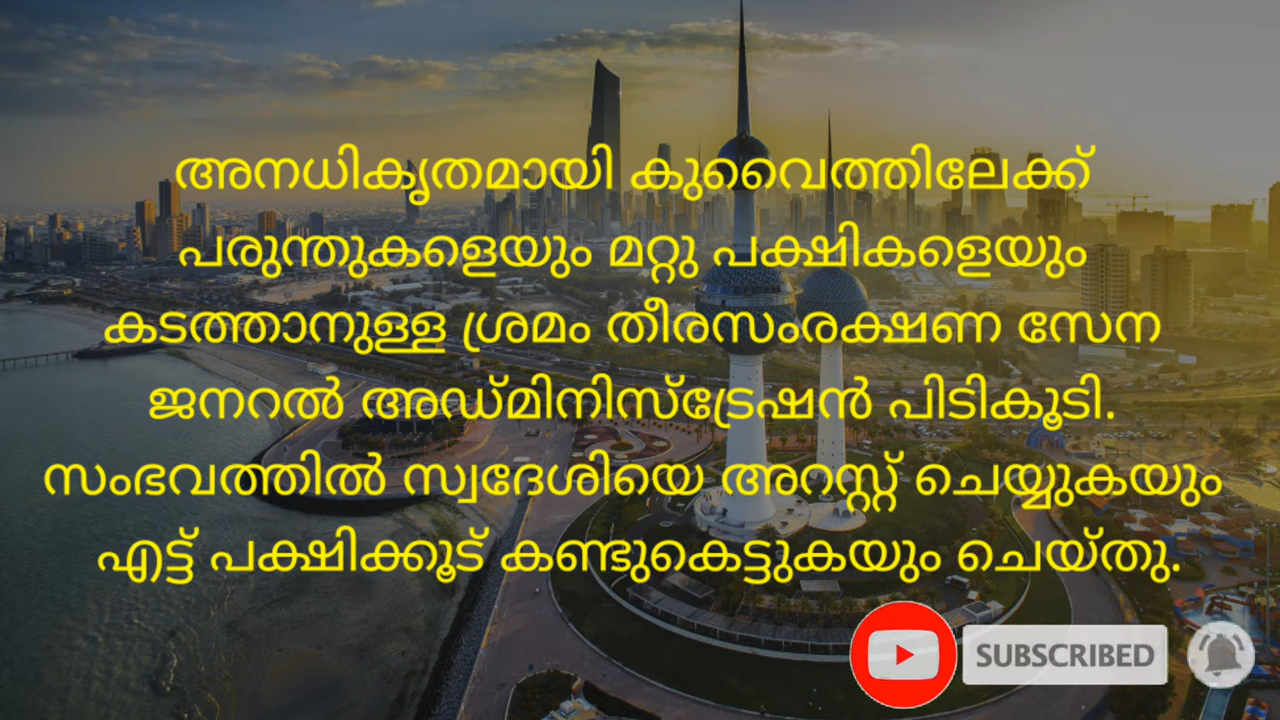 അനധികൃതമായി കുവൈത്തിലേക്ക്
പരുന്തുകളെയും മറ്റു പക്ഷികളെയും
കടത്താനുള്ള ശ്രമം തീരസംരക്ഷണ സേന
ജനറൽ അഡ്മിനിസ്ട്രേഷൻ പിടികൂടി.
സംഭവത്തിൽ സ്വദേശിയെ അറസ്റ്റ് ചെയ്യുകയും
എട്ട് പക്ഷിക്കൂട് കണ്ടുകെട്ടുകയും ചെയ്തു.
SUBSCRIBED